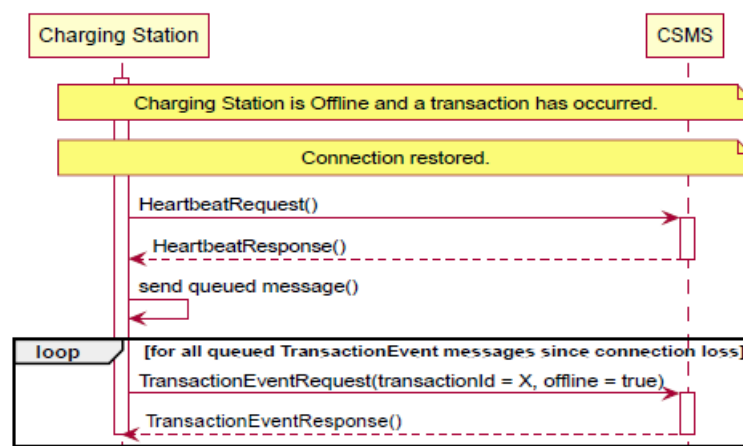 Charging Station
CSMS
Charging Station is Offline and a transaction has occurred.
Connection restored.
HeartbeatRequest()
HeartbeatResponse()
send queued message()
loop
[for all queued TransactionEvent messages since connection loss]
TransactionEventRequest(transactionId = X, offline = true)
TransactionEventResponse()